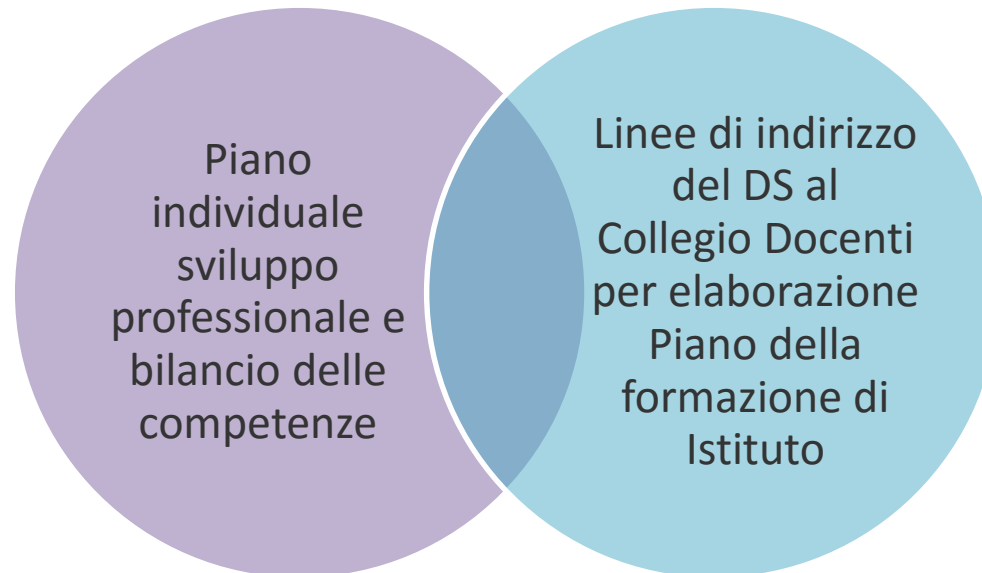 Piano
individuale
sviluppo
professionale e
bilancio delle
competenze
Linee di indirizzo
del DS al
Collegio Docenti
per elaborazione
Piano della
formazione di
Istituto